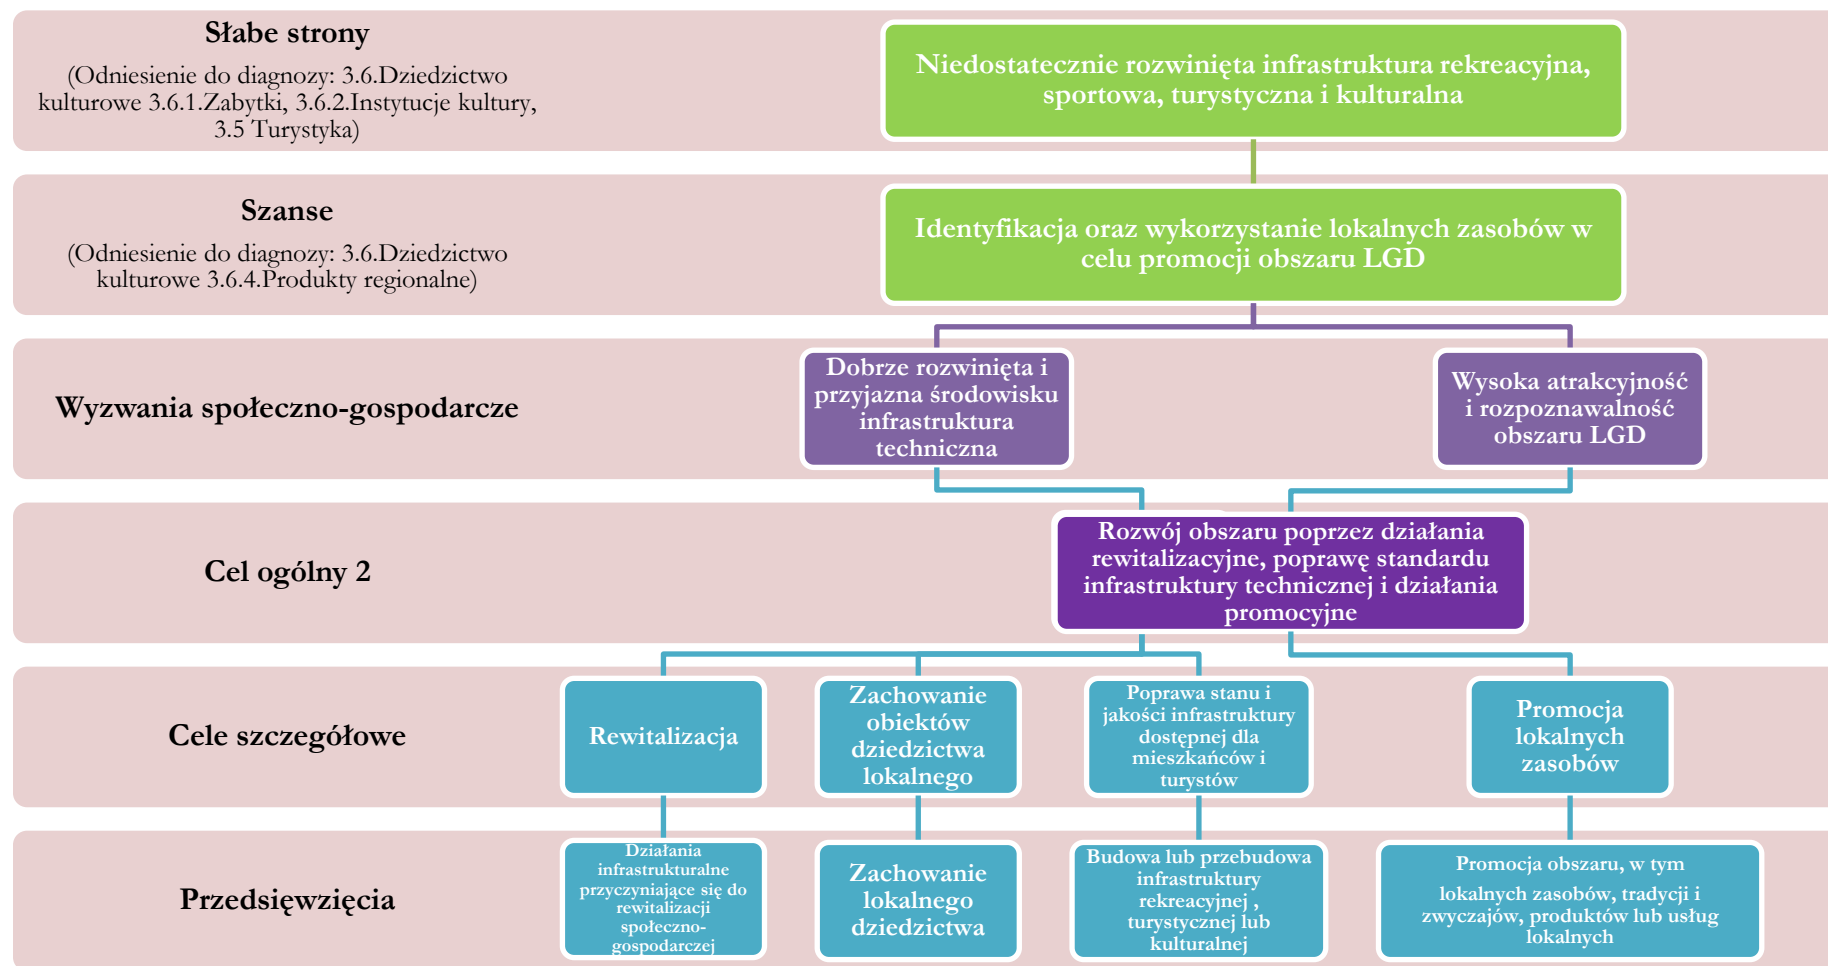 Słabe strony
(Odniesienie do diagnozy: 3.6.Dziedzictwo
kulturowe 3.6.1.Zabytki, 3.6.2.Instytucje kultury,
3.5 Turystyka)
Niedostatecznie rozwinięta infrastruktura rekreacyjna,
sportowa, turystyczna i kulturalna
Szanse
(Odniesienie do diagnozy: 3.6.Dziedzictwo
kulturowe 3.6.4.Produkty regionalne)
Identyfikacja oraz wykorzystanie lokalnych zasobów w
celu promocji obszaru LGD
Wyzwania społeczno-gospodarcze
Dobrze rozwinięta i
przyjazna środowisku
infrastruktura
techniczna
Wysoka atrakcyjność
i rozpoznawalność
obszaru LGD
Cel ogólny 2
Rozwój obszaru poprzez działania
rewitalizacyjne, poprawę standardu
infrastruktury technicznej i działania
promocyjne
Cele szczegółowe
Rewitalizacja
Zachowanie
obiektów
dziedzictwa
lokalnego
Poprawa stanu i
jakości infrastruktury
dostępnej dla
mieszkańców i
turystów
Promocja
lokalnych
zasobów
Przedsięwzięcia
Działania
infrastrukturalne
przyczyniające się do
rewitalizacji
społeczno-
gospodarczej
Zachowanie
lokalnego
dziedzictwa
Budowa lub przebudowa
infrastruktury
rekreacyjnej ,
turystycznej lub
kulturalnej
Promocja obszaru, w tym
lokalnych zasobów, tradycji i
zwyczajów, produktów lub usług
lokalnych